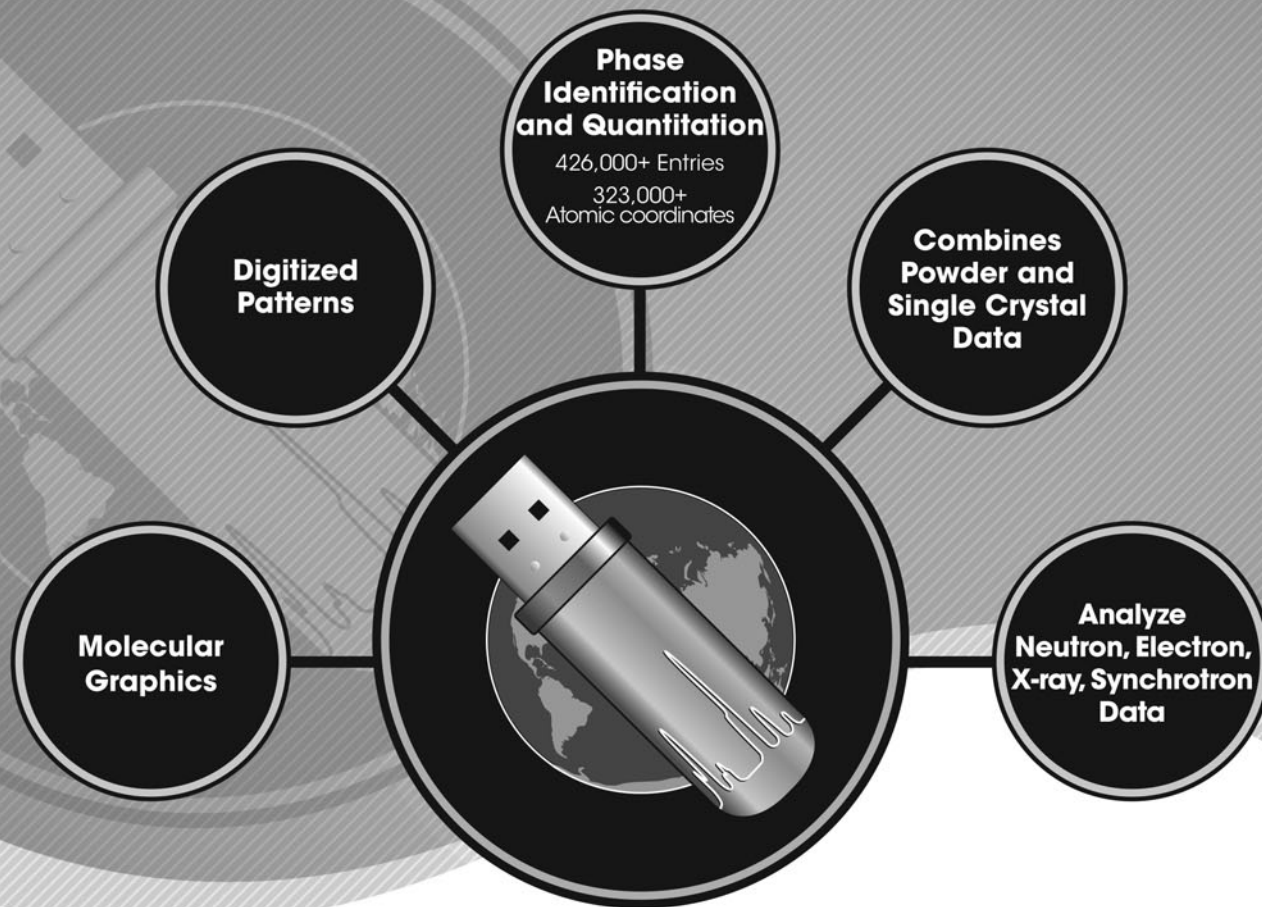 Phase
Identification
and Quantitation
426,000+ Entries
323,000+
Atomic coordinates
Digitized
Patterns
Combines
Powder and
Single Crystal
Data
Molecular
Graphics
Analyze
Neutron, Electron,
X-ray, Synchrotron
Data